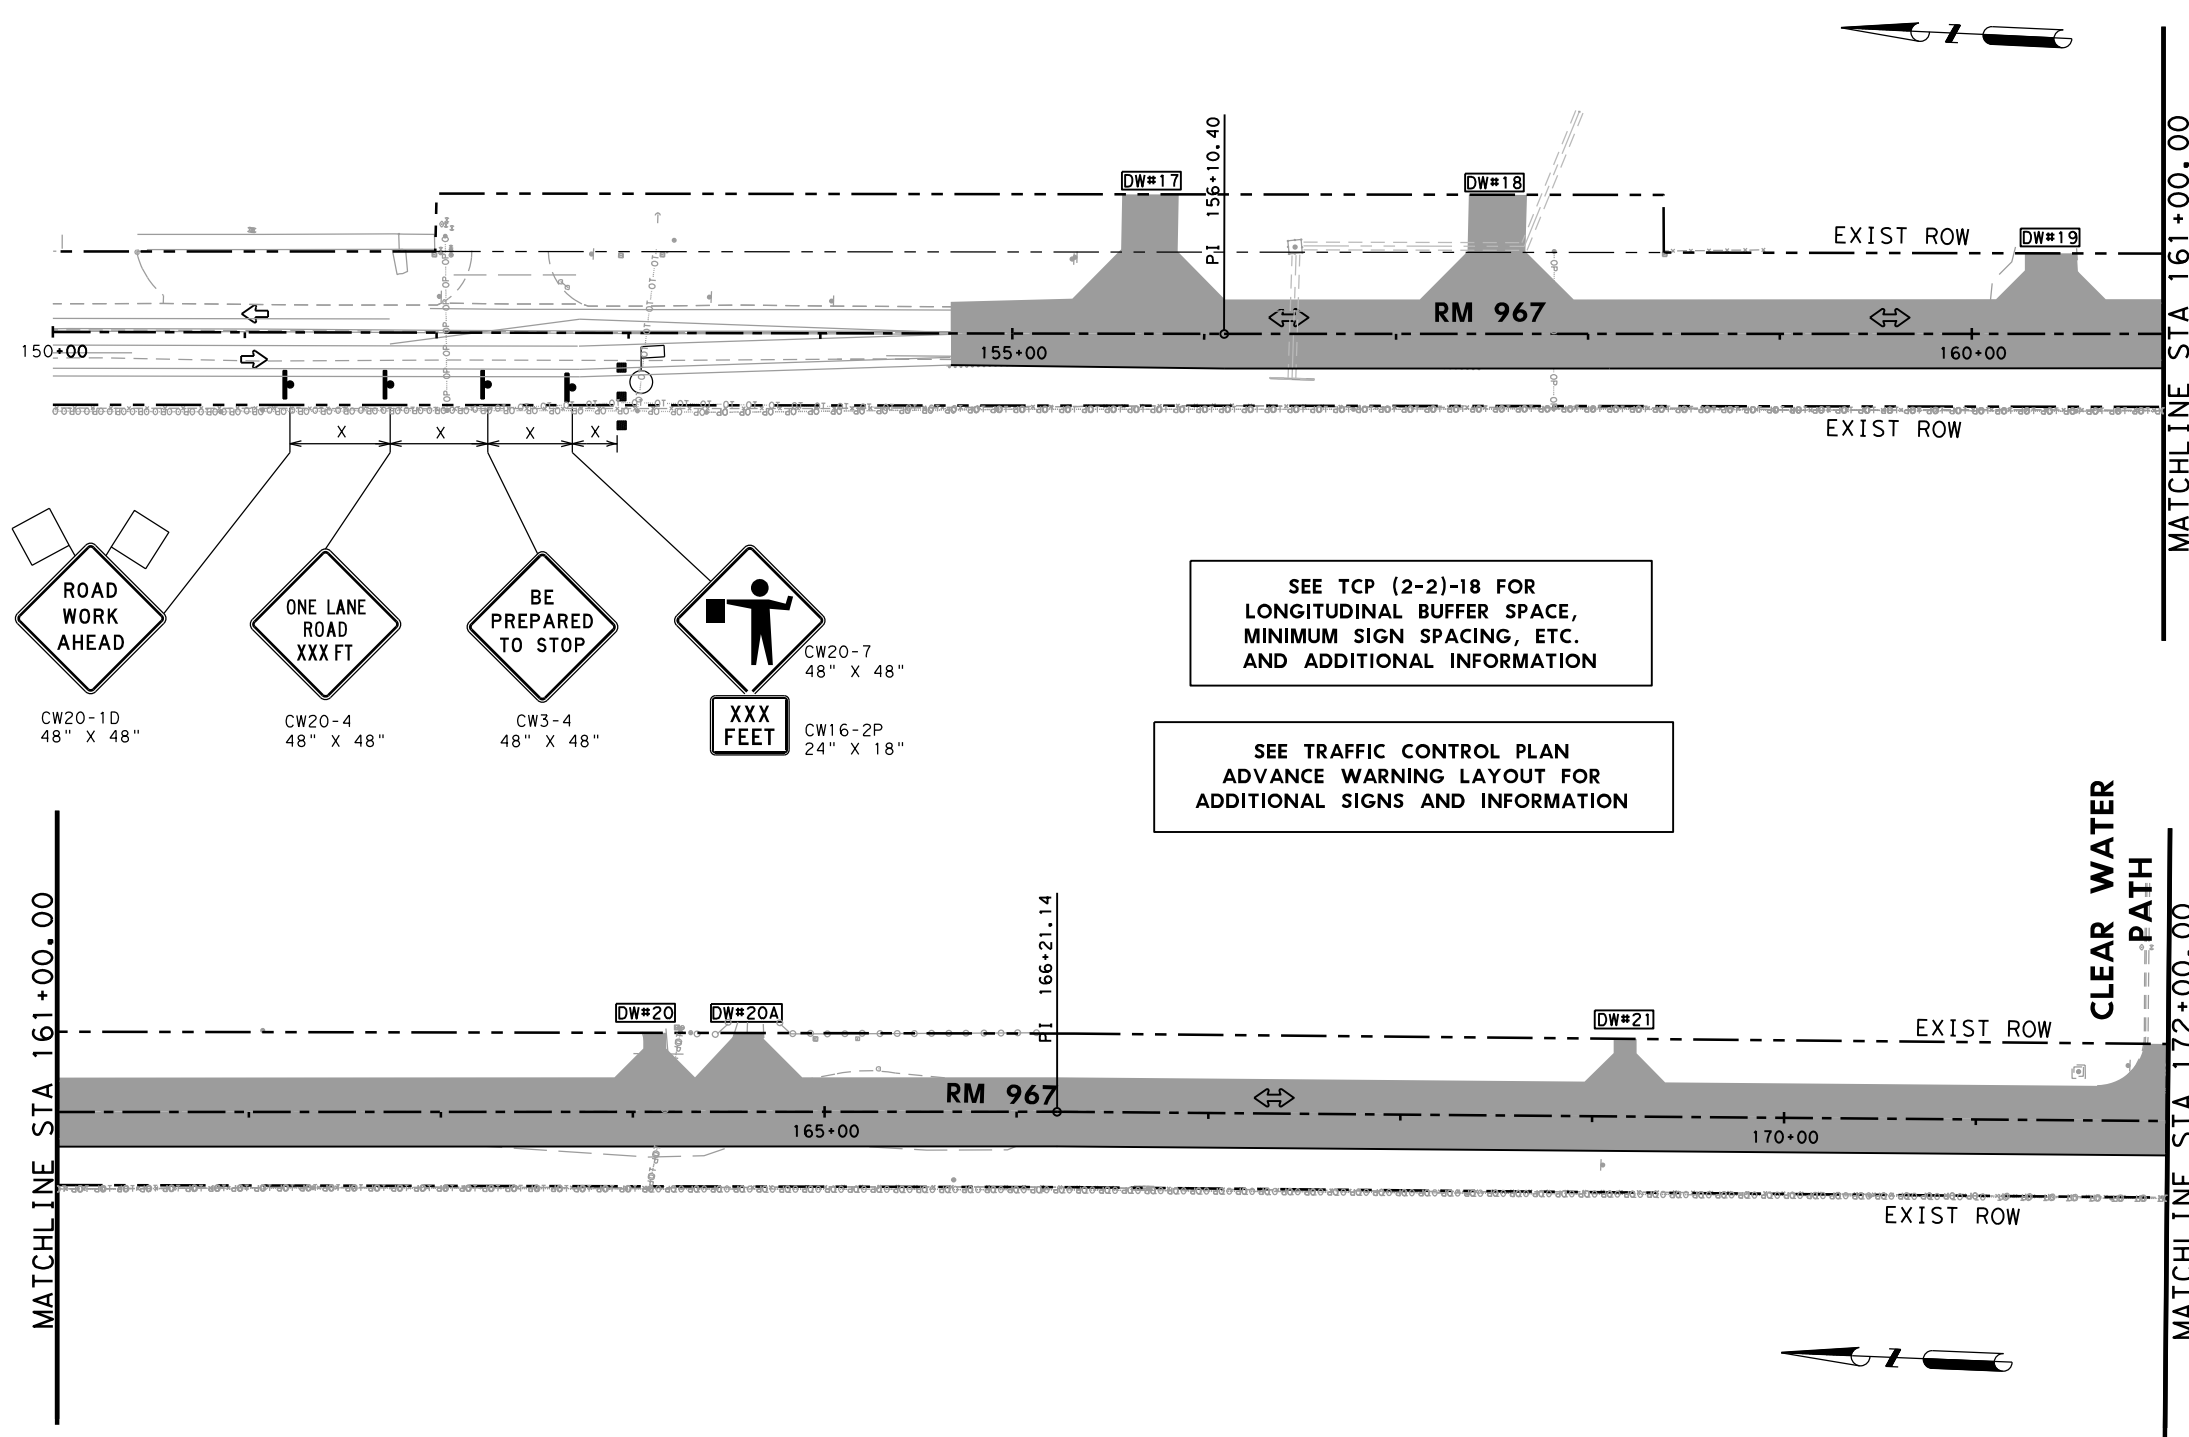 Z
PI 156+10.40
DW#17
DW#18
EXIST ROW
DW#19
RM 967
150+00
155+00
160+00
EXIST ROW
MATCHLINE STA 161+00.00
X
X
X
X
ROAD
WORK
AHEAD
CW20-1D
48" X 48"
ONE LANE
ROAD
XXX FT
CW20-4
48" X 48"
BE
PREPARED
TO STOP
CW3-4
48" X 48"
CW20-7
48" X 48"
XXX
FEET
CW16-2P
24" X 18"
SEE TCP (2-2)-18 FOR
LONGITUDINAL BUFFER SPACE,
MINIMUM SIGN SPACING, ETC.
AND ADDITIONAL INFORMATION
SEE TRAFFIC CONTROL PLAN
ADVANCE WARNING LAYOUT FOR
ADDITIONAL SIGNS AND INFORMATION
MATCHLINE STA 161+00.00
DW#20
DW#20A
PI 166+21.14
DW#21
EXIST ROW
CLEAR WATER
PATH
RM 967
165+00
170+00
EXIST ROW
MATCHLINE STA 172+00.00
Z